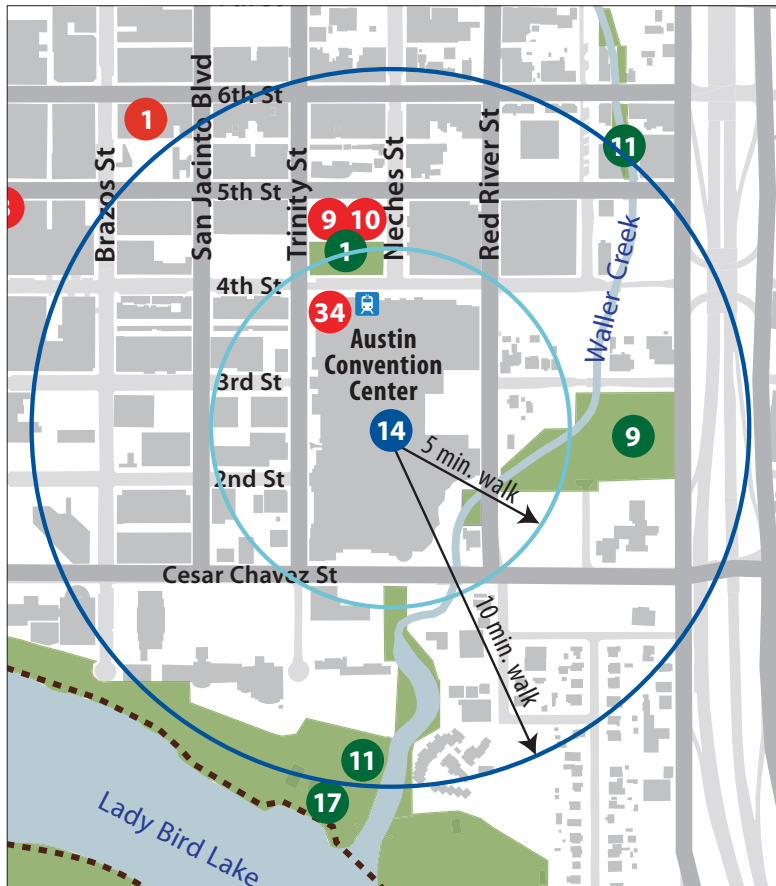 6th St
1
11
San Jacinto Blvd
Brazos St
Trinity St
Neches St
Red River St
5th St
9
10
1
4th St
34
Austin
Convention
Center
Waller Creek
3rd St
14
9
5 min. walk
2nd St
Cesar Chavez St
10 min. walk
11
17
Lady Bird Lake